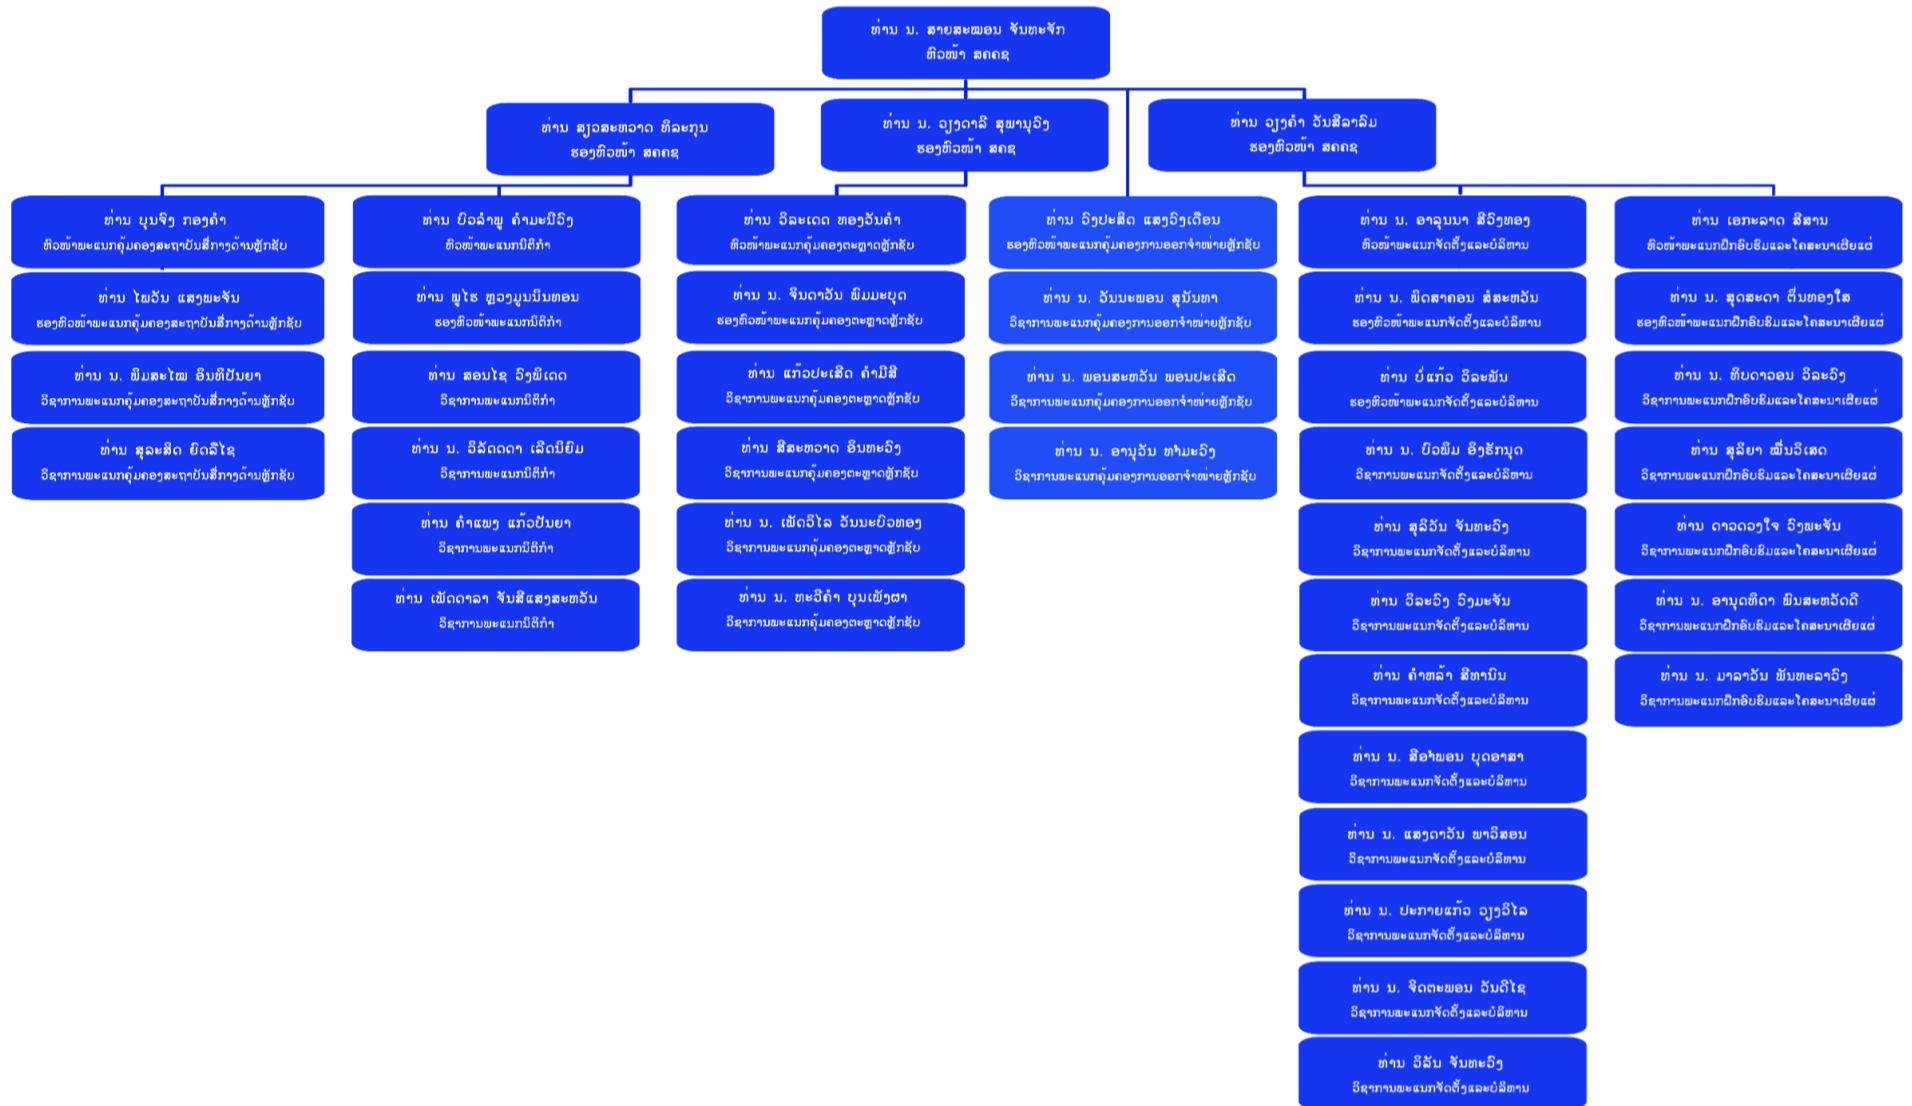 ທ່ານ ນ. ສາຍສະໝອນ ຈັນທະຈັກ
ຫົວໜ້າ ສຄຄຊ
ທ່ານ ສຽວສະຫວາດ ທິລະກຸນ
ຮອງຫົວໜ້າ ສຄຄຊ
ທ່ານ ນ. ວຽງດາລີ ສຸພານຸວົງ
ຮອງຫົວໜ້າ ສຄຊ
ທ່ານ ວຽງຄຳ ວັນສີລາລົມ
ຮອງຫົວໜ້າ ສຄຄຊ
ທ່ານ ບຸນຈົງ ກອງຄຳ
ຫົວໜ້າພະແນກຄຸ້ມຄອງສະຖາບັນສື່ກາງດ້ານຫຼັກຊັບ
ທ່ານ ໄພວັນ ແສງພະຈັນ
ຮອງຫົວໜ້າພະແນກຄຸ້ມຄອງສະຖາບັນສື່ກາງດ້ານຫຼັກຊັບ
ທ່ານ ນ. ພິມສະໄໝ ອິນທິປັນຍາ
ວິຊາການພະແນກຄຸ້ມຄອງສະຖາບັນສື່ກາງດ້ານຫຼັກຊັບ
ທ່ານ ສຸລະສິດ ຍົດລືໄຊ
ວິຊາການພະແນກຄຸ້ມຄອງສະຖາບັນສື່ກາງດ້ານຫຼັກຊັບ
ທ່ານ ບົວລຳພູ ຄຳມະນີວົງ
ຫົວໜ້າພະແນກນິຕິກຳ
ທ່ານ ພູໄຮ ຫຼວງມູນນິນທອນ
ຮອງຫົວໜ້າພະແນກນິຕິກຳ
ທ່ານ ສອນໄຊ ວົງພິເດດ
ວິຊາການພະແນກນິຕິກຳ
ທ່ານ ນ. ວິລັດດດາ ເລີດນິຍົມ
ວິຊາການພະແນກນິຕິກຳ
ທ່ານ ຄຳແພງ ແກ້ວປັນຍາ
ວິຊາການພະແນກນິຕິກຳ
ທ່ານ ເພັດດາລາ ຈັນສີແສງສະຫວັນ
ວິຊາການພະແນກນິຕິກຳ
ທ່ານ ວິລະເດດ ທອງວັນຄຳ
ຫົວໜ້າພະແນກຄຸ້ມຄອງຕະຫຼາດຫຼັກຊັບ
ທ່ານ ນ. ຈິນດາວັນ ພົມມະບຸດ
ຮອງຫົວໜ້າພະແນກຄຸ້ມຄອງຕະຫຼາດຫຼັກຊັບ
ທ່ານ ແກ້ວປະເສີດ ຄຳມີສີ
ວິຊາການພະແນກຄຸ້ມຄອງຕະຫຼາດຫຼັກຊັບ
ທ່ານ ສີສະຫວາດ ອິນທະວົງ
ວິຊາການພະແນກຄຸ້ມຄອງຕະຫຼາດຫຼັກຊັບ
ທ່ານ ນ. ເພັດວິໄລ ວັນນະບົວທອງ
ວິຊາການພະແນກຄຸ້ມຄອງຕະຫຼາດຫຼັກຊັບ
ທ່ານ ນ. ທະວີຄຳ ບຸນເພັງຜາ
ວິຊາການພະແນກຄຸ້ມຄອງຕະຫຼາດຫຼັກຊັບ
ທ່ານ ວົງປະສິດ ແສງວົງເດືອນ
ຮອງຫົວໜ້າພະແນກຄຸ້ມຄອງການອອກຈຳໜ່າຍຫຼັກຊັບ
ທ່ານ ນ. ວັນນະພອນ ສຸນັນທາ
ວິຊາການພະແນກຄຸ້ມຄອງການອອກຈຳໜ່າຍຫຼັກຊັບ
ທ່ານ ນ. ພອນສະຫວັນ ພອນປະເສີດ
ວິຊາການພະແນກຄຸ້ມຄອງການອອກຈຳໜ່າຍຫຼັກຊັບ
ທ່ານ ນ. ອານຸວັນ ທຳມະວົງ
ວິຊາການພະແນກຄຸ້ມຄອງການອອກຈຳໜ່າຍຫຼັກຊັບ
ທ່ານ ນ. ອາລຸນນາ ສີວົງທອງ
ຫົວໜ້າພະແນກຈັດຕັ້ງແລະບໍລິຫານ
ທ່ານ ນ. ພິດສາຄອນ ສໍສະຫວັນ
ຮອງຫົວໜ້າພະແນກຈັດຕັ້ງແລະບໍລິຫານ
ທ່ານ ບໍ່ແກ້ວ ວິລະພັນ
ຮອງຫົວໜ້າພະແນກຈັດຕັ້ງແລະບໍລິຫານ
ທ່ານ ນ. ບົວພິມ ອິງຮັກນຸດ
ວິຊາການພະແນກຈັດຕັ້ງແລະບໍລິຫານ
ທ່ານ ສຸລິວັນ ຈັນທະວົງ
ວິຊາການພະແນກຈັດຕັ້ງແລະບໍລິຫານ
ທ່ານ ວິລະວົງ ວົງມະຈັນ
ວິຊາການພະແນກຈັດຕັ້ງແລະບໍລິຫານ
ທ່ານ ຄຳຫລ້າ ສີທານົນ
ວິຊາການພະແນກຈັດຕັ້ງແລະບໍລິຫານ
ທ່ານ ນ. ສີອຳພອນ ບຸດອາສາ
ວິຊາການພະແນກຈັດຕັ້ງແລະບໍລິຫານ
ທ່ານ ນ. ແສງດາວັນ ພາວິສອນ
ວິຊາການພະແນກຈັດຕັ້ງແລະບໍລິຫານ
ທ່ານ ນ. ປະກາຍແກ້ວ ວຽງວິໄລ
ວິຊາການພະແນກຈັດຕັ້ງແລະບໍລິຫານ
ທ່ານ ນ. ຈິດຕະພອນ ວັນດີໄຊ
ວິຊາການພະແນກຈັດຕັ້ງແລະບໍລິຫານ
ທ່ານ ວິລັນ ຈັນທະວົງ
ວິຊາການພະແນກຈັດຕັ້ງແລະບໍລິຫານ
ທ່ານ ເອກະລາດ ສີສານ
ຫົວໜ້າພະແນກຝຶກອົບຮົມແລະໂຄສະນາເຜີຍແຜ່
ທ່ານ ນ. ສຸດສະດາ ຕິ່ນທອງໃສ
ຮອງຫົວໜ້າພະແນກຝຶກອົບຮົມແລະໂຄສະນາເຜີຍແຜ່
ທ່ານ ນ. ທິບດາວອນ ວິລະວົງ
ວິຊາການພະແນກຝຶກອົບຮົມແລະໂຄສະນາເຜີຍແຜ່
ທ່ານ ສຸລິຍາ ໝື່ນວິເສດ
ວິຊາການພະແນກຝຶກອົບຮົມແລະໂຄສະນາເຜີຍແຜ່
ທ່ານ ດາວດວງໃຈ ວົງພະຈັນ
ວິຊາການພະແນກຝຶກອົບຮົມແລະໂຄສະນາເຜີຍແຜ່
ທ່ານ ນ. ອານຸດທິດາ ພົນສະຫວັດດີ
ວິຊາການພະແນກຝຶກອົບຮົມແລະໂຄສະນາເຜີຍແຜ່
ທ່ານ ນ. ມາລາວັນ ພັນທະລາວົງ
ວິຊາການພະແນກຝຶກອົບຮົມແລະໂຄສະນາເຜີຍແຜ່